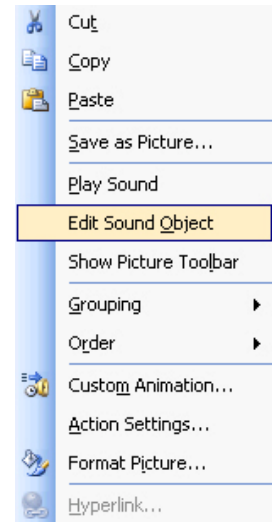 Cut
Copy
Paste
Save as Picture...
Play Sound
Edit Sound Object
Show Picture Toolbar
Grouping
Order
Custom Animation...
Action Settings...
Format Picture...
Hyperlink...